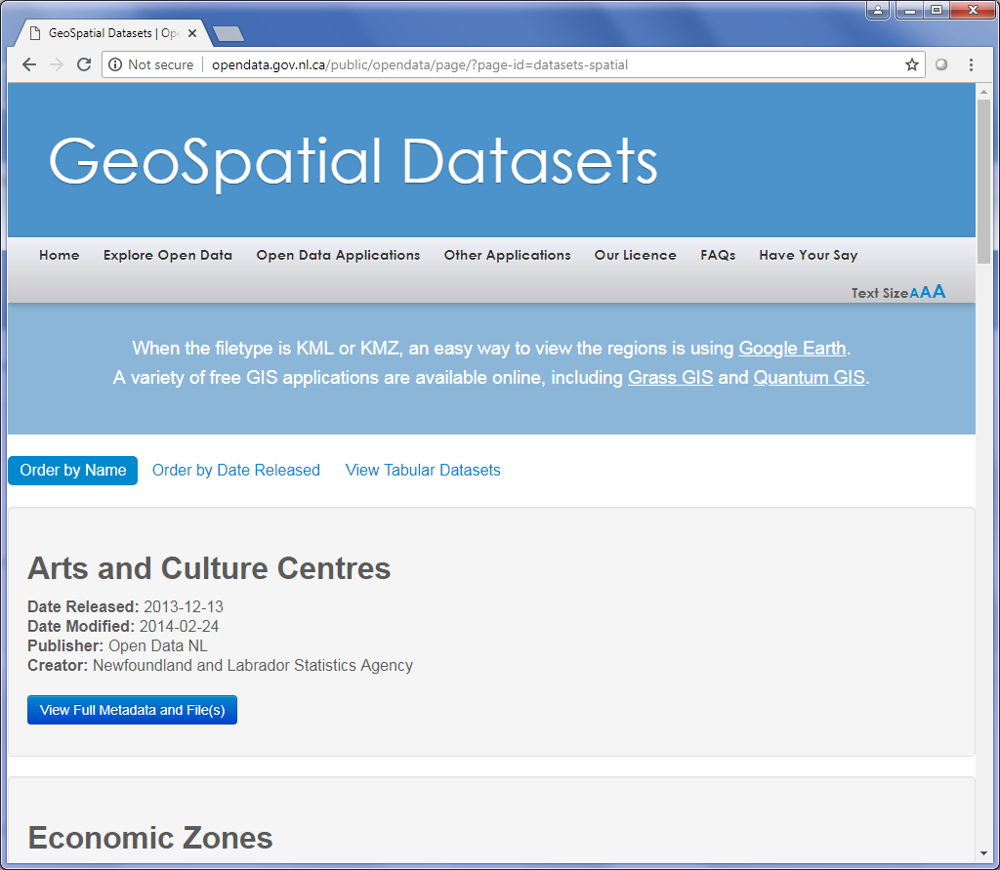 GeoSpatial Datasets | Op
Not secure
opendata.gov.nl.ca/public/opendata/page/?page-id=datasets-spatial
GeoSpatial Datasets
Home Explore Open Data Open Data Applications Other Applications Our Licence FAQs Have Your Say
Text SizeAAA
When the filetype is KML or KMZ, an easy way to view the regions is using Google Earth.
A variety of free GIS applications are available online, including Grass GIS and Quantum GIS.
Order by Name Order by Date Released View Tabular Datasets
Arts and Culture Centres
Date Released: 2013-12-13
Date Modified: 2014-02-24
Publisher: Open Data NL
Creator: Newfoundland and Labrador Statistics Agency
View Full Metadata and File(s)
Economic Zones